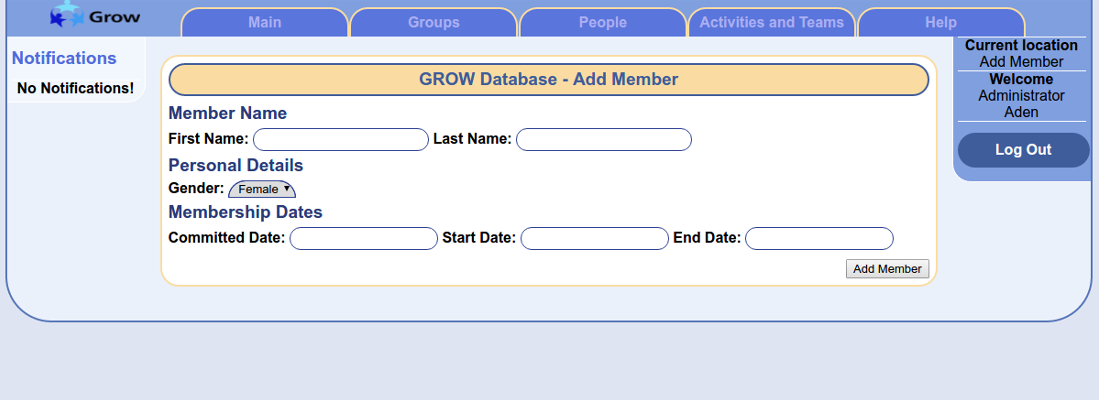 Grow
Main Groups People Activities and Teams Help
Notifications
No Notifications!
Current location
Add Member
Welcome
Administrator
Aden
Log Out
GROW Database - Add Member
Member Name
First Name: Last Name:
Personal Details
Gender: Female
Membership Dates
Committed Date: Start Date: End Date:
Add Member